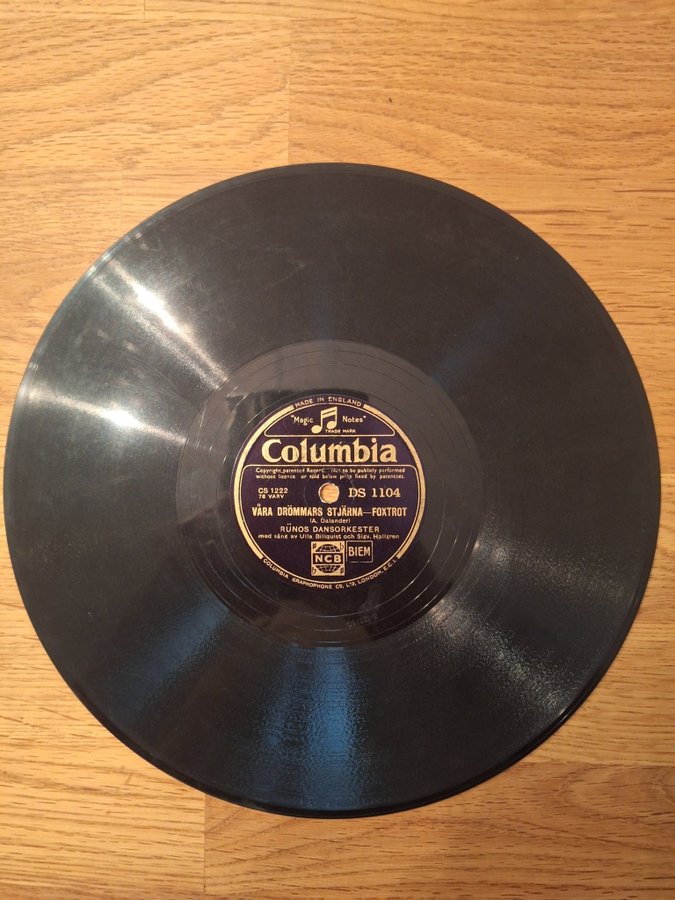 MADE IN ENGLAND
"Magic Notes"
TRADE MARK
Columbia
Copyright, patented Record. Not to be publicly performed
without licence or sold below price fixed by patentees.
CS 1222
78 VARV
DS 1104
VÅRA DRÖMMARS STJÄRNA—FOXTROT
(A. Dalander)
RÜNOS DANSORKESTER
med sång av Ulla Billquist och Sigv. Hallgren
NCB
BIEM
COLUMBIA GRAPHOPHONE CO. LTD, LONDON, E.C.1.